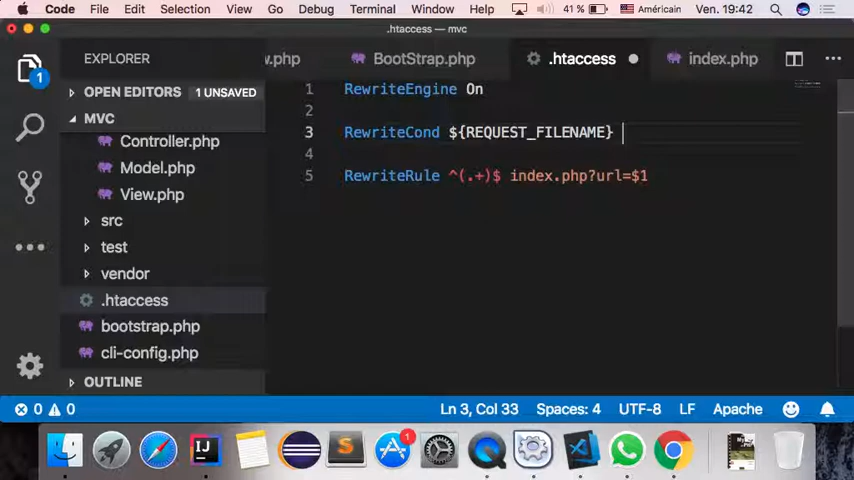 Code File Edit Selection View Go Debug Terminal Window Help 41 % Américain Ven. 19:42
.htaccess — mvc
EXPLORER
w.php BootStrap.php .htaccess index.php
1
OPEN EDITORS 1 UNSAVED
MVC
Controller.php
Model.php
View.php
src
test
vendor
.htaccess
bootstrap.php
cli-config.php
OUTLINE
1 RewriteEngine On
2
3 RewriteCond ${REQUEST_FILENAME}
4
5 RewriteRule ^(.+)$ index.php?url=$1
0 0 Ln 3, Col 33 Spaces: 4 UTF-8 LF Apache
IJ S 1